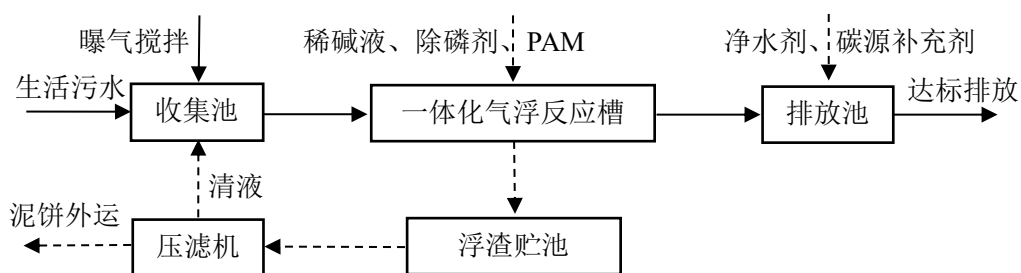 曝气搅拌
稀碱液、除磷剂、PAM
净水剂、碳源补充剂
生活污水
收集池
一体化气浮反应槽
排放池
达标排放
清液
泥饼外运
压滤机
浮渣贮池